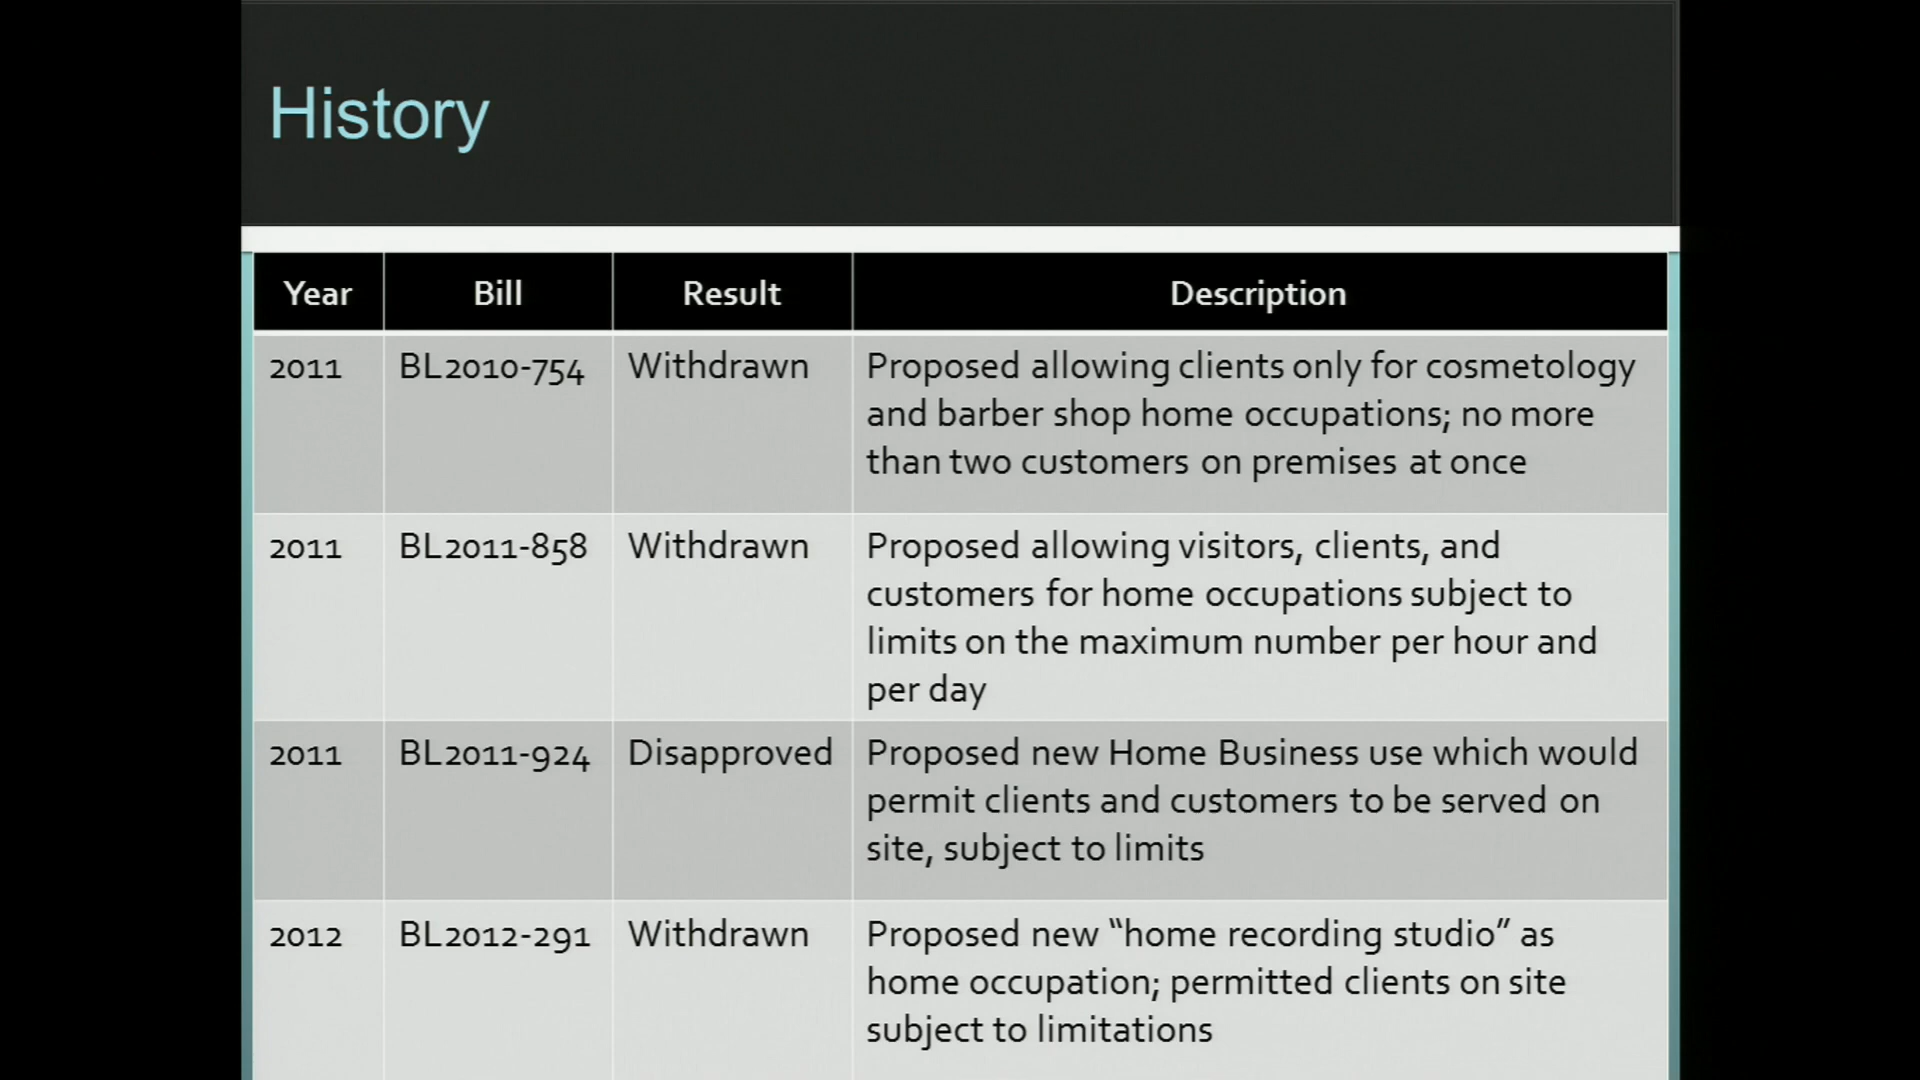 History
Year Bill Result Description
2011 BL2010-754 Withdrawn Proposed allowing clients only for cosmetology
and barber shop home occupations; no more
than two customers on premises at once
2011 BL2011-858 Withdrawn Proposed allowing visitors, clients, and
customers for home occupations subject to
limits on the maximum number per hour and
per day
2011 BL2011-924 Disapproved Proposed new Home Business use which would
permit clients and customers to be served on
site, subject to limits
2012 BL2012-291 Withdrawn Proposed new “home recording studio” as
home occupation; permitted clients on site
subject to limitations